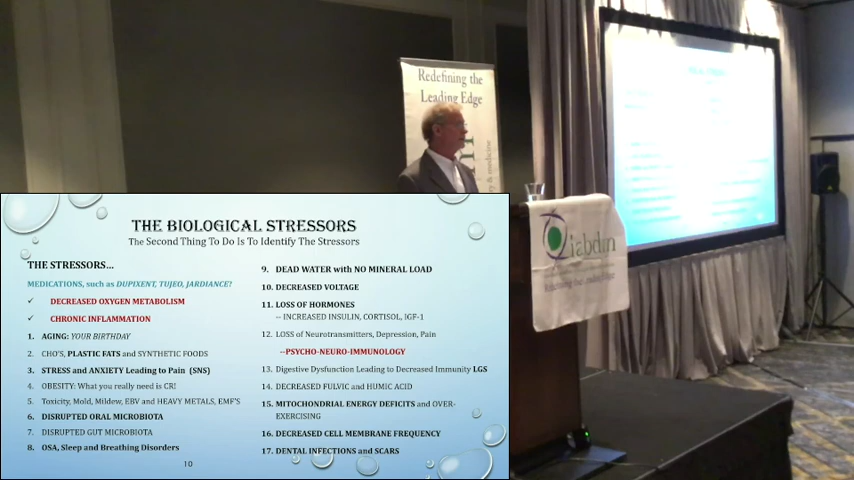 Redefining the
Leading Edge
y & medicine
iabdm
Redefining the
THE BIOLOGICAL STRESSORS
The Second Thing To Do Is To Identify The Stressors
THE STRESSORS…
MEDICATIONS, such as DUPIXENT, TUJEO, JARDIANCE?
✓ DECREASED OXYGEN METABOLISM
✓ CHRONIC INFLAMMATION
1. AGING: YOUR BIRTHDAY
2. CHO'S, PLASTIC FATS and SYNTHETIC FOODS
3. STRESS and ANXIETY Leading to Pain (SNS)
4. OBESITY: What you really need is CR!
5. Toxicity, Mold, Mildew, EBV and HEAVY METALS, EMF'S
6. DISRUPTED ORAL MICROBIOTA
7. DISRUPTED GUT MICROBIOTA
8. OSA, Sleep and Breathing Disorders
9. DEAD WATER with NO MINERAL LOAD
10. DECREASED VOLTAGE
11. LOSS OF HORMONES
-- INCREASED INSULIN, CORTISOL, IGF-1
12. LOSS of Neurotransmitters, Depression, Pain
--PSYCHO-NEURO-IMMUNOLOGY
13. Digestive Dysfunction Leading to Decreased Immunity LGS
14. DECREASED FULVIC and HUMIC ACID
15. MITOCHONDRIAL ENERGY DEFICITS and OVER-
EXERCISING
16. DECREASED CELL MEMBRANE FREQUENCY
17. DENTAL INFECTIONS and SCARS
10